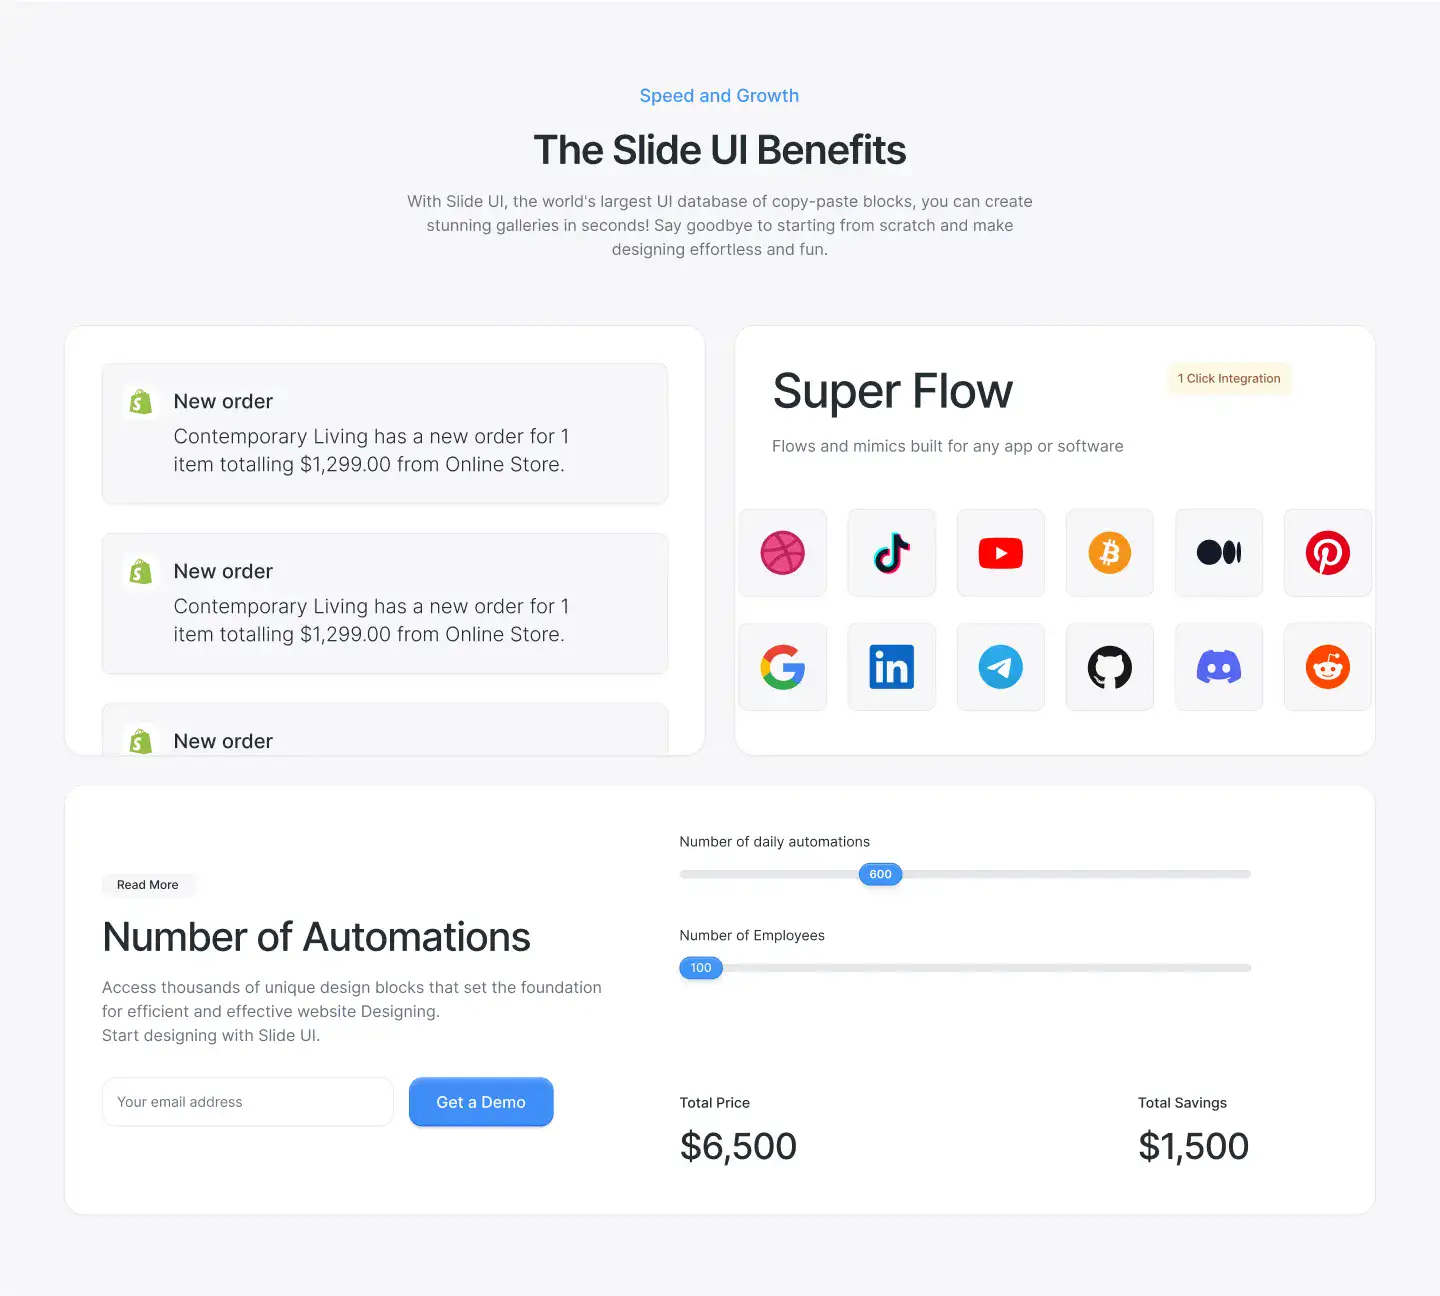 Speed and Growth
The Slide UI Benefits
With Slide UI, the world's largest UI database of copy-paste blocks, you can create
stunning galleries in seconds! Say goodbye to starting from scratch and make
designing effortless and fun.
New order
Contemporary Living has a new order for 1
item totalling $1,299.00 from Online Store.
New order
Contemporary Living has a new order for 1
item totalling $1,299.00 from Online Store.
New order
Super Flow
1 Click Integration
Flows and mimics built for any app or software
in
Read More
Number of Automations
Access thousands of unique design blocks that set the foundation
for efficient and effective website Designing.
Start designing with Slide UI.
Your email address
Get a Demo
Number of daily automations
600
Number of Employees
100
Total Price
$6,500
Total Savings
$1,500